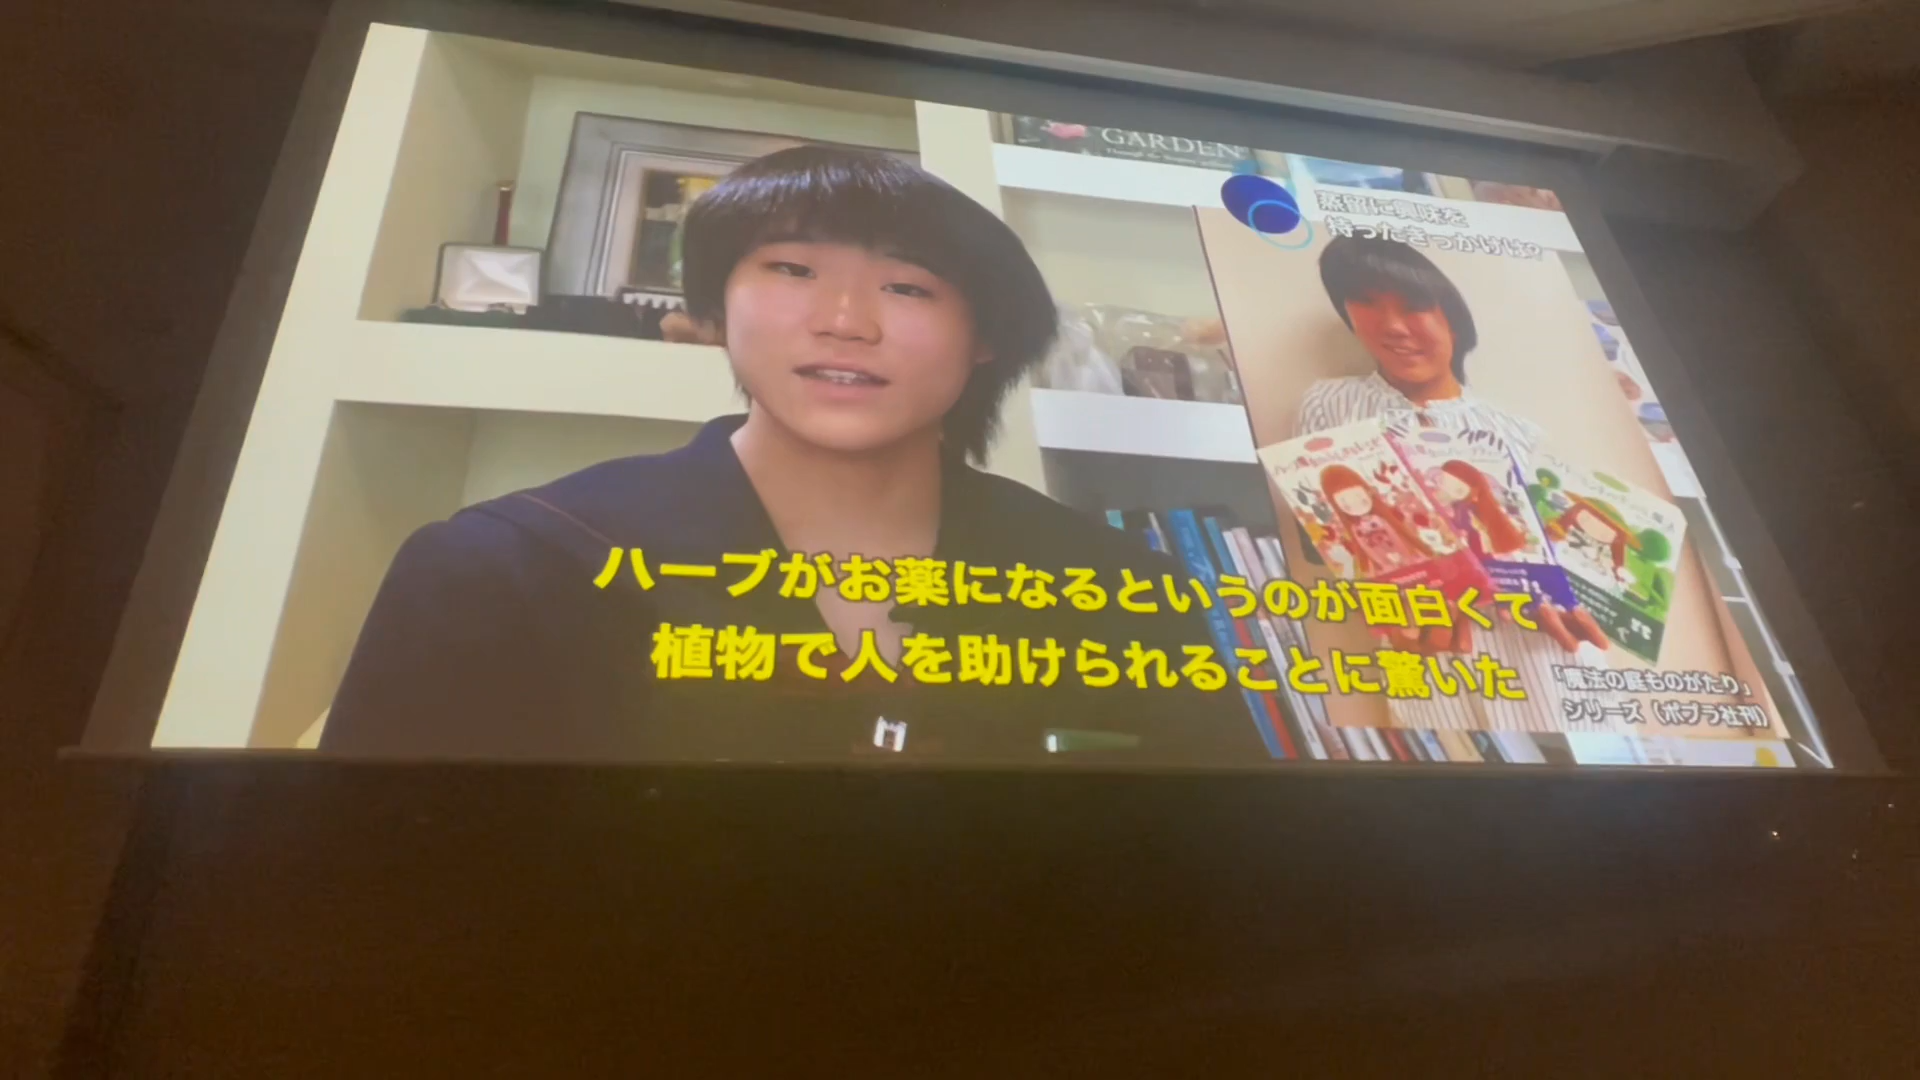 GARDEN
蒸留に興味を
持ったきっかけは?
ハーブがお薬になるというのが面白くて
植物で人を助けられることに驚いた
「魔法の庭ものがたり」
シリーズ（ポプラ社刊）